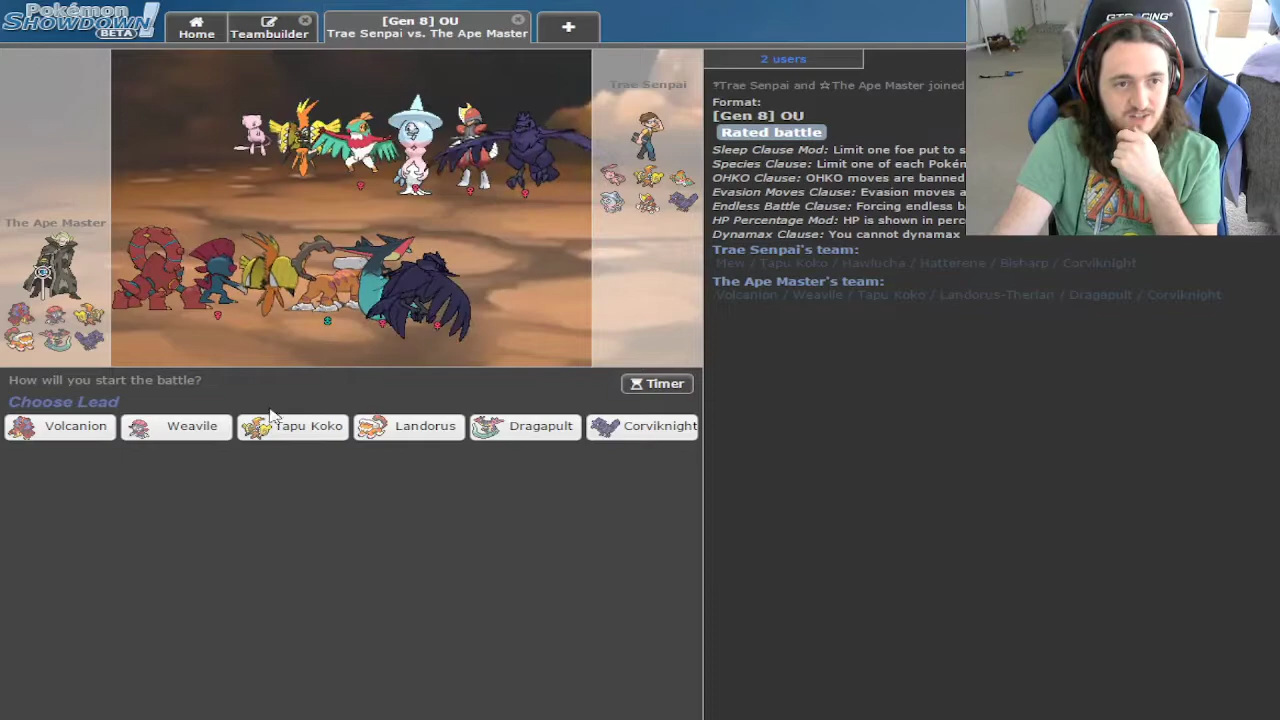 Pokémon
SHOWDOWN!
BETA
Home
Teambuilder
[Gen 8] OU
Trae Senpai vs. The Ape Master
GTRACING
2 users
Trae Senpai and ☆The Ape Master joined
Format:
[Gen 8] OU
Rated battle
Sleep Clause Mod: Limit one foe put to s
Species Clause: Limit one of each Pokém
OHKO Clause: OHKO moves are banned
Evasion Moves Clause: Evasion moves a
Endless Battle Clause: Forcing endless b
HP Percentage Mod: HP is shown in perc
Dynamax Clause: You cannot dynamax
Trae Senpai's team:
Mew / Tapu Koko / Hawlucha / Hatterene / Bisharp / Corviknight
The Ape Master's team:
Volcanion / Weavile / Tapu Koko / Landorus-Therian / Dragapult / Corviknight
Trae Senpai
The Ape Master
How will you start the battle?
Timer
Choose Lead
Volcanion
Weavile
Tapu Koko
Landorus
Dragapult
Corviknight